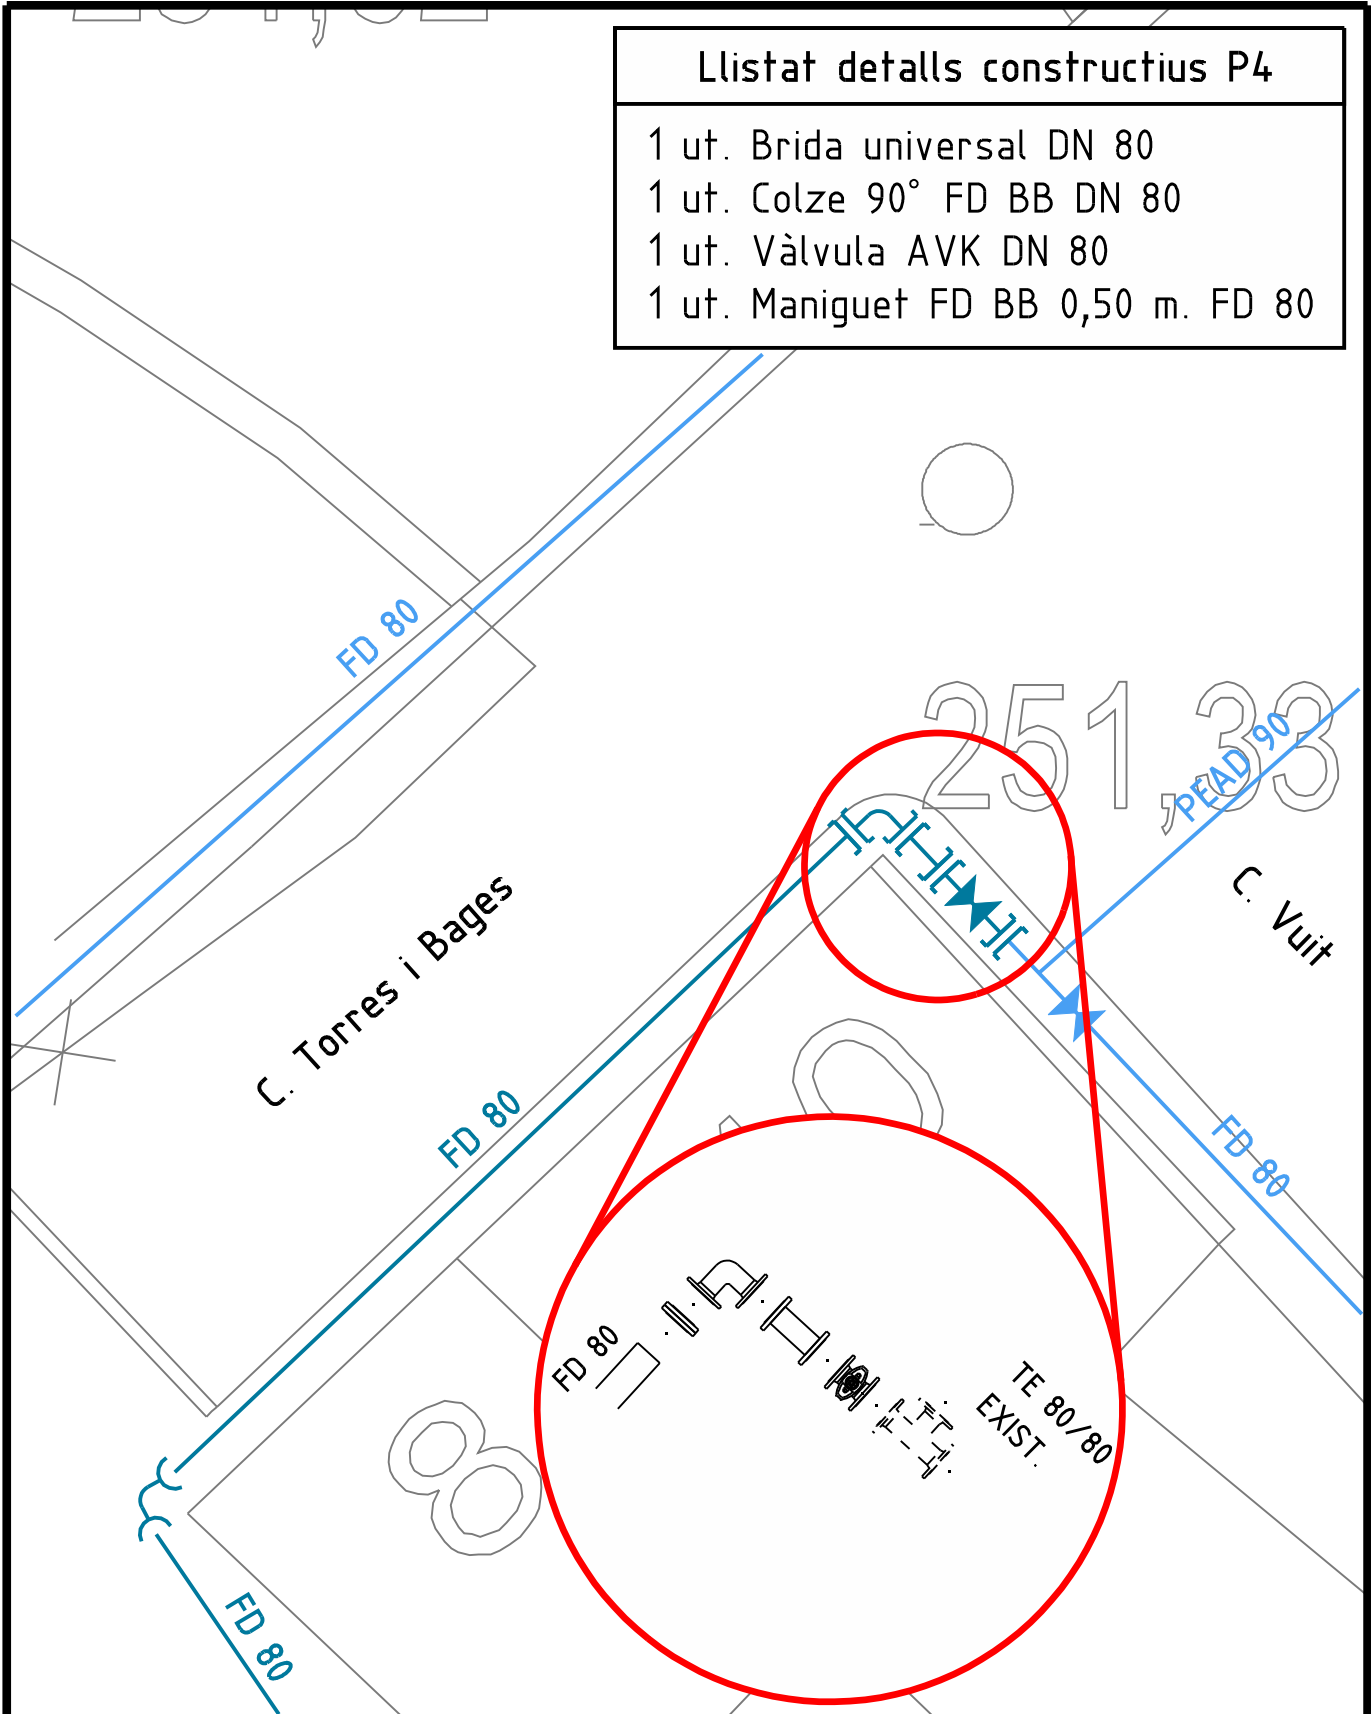 Llistat detalls constructius P4
1 ut. Brida universal DN 80
1 ut. Colze 90° FD BB DN 80
1 ut. Vàlvula AVK DN 80
1 ut. Maniguet FD BB 0,50 m. FD 80
FD 80
251,33
PEAD 90
C. Vuit
C. Torres i Bages
FD 80
FD 80
FD 80
TE 80/80
EXIST.
8
FD 80